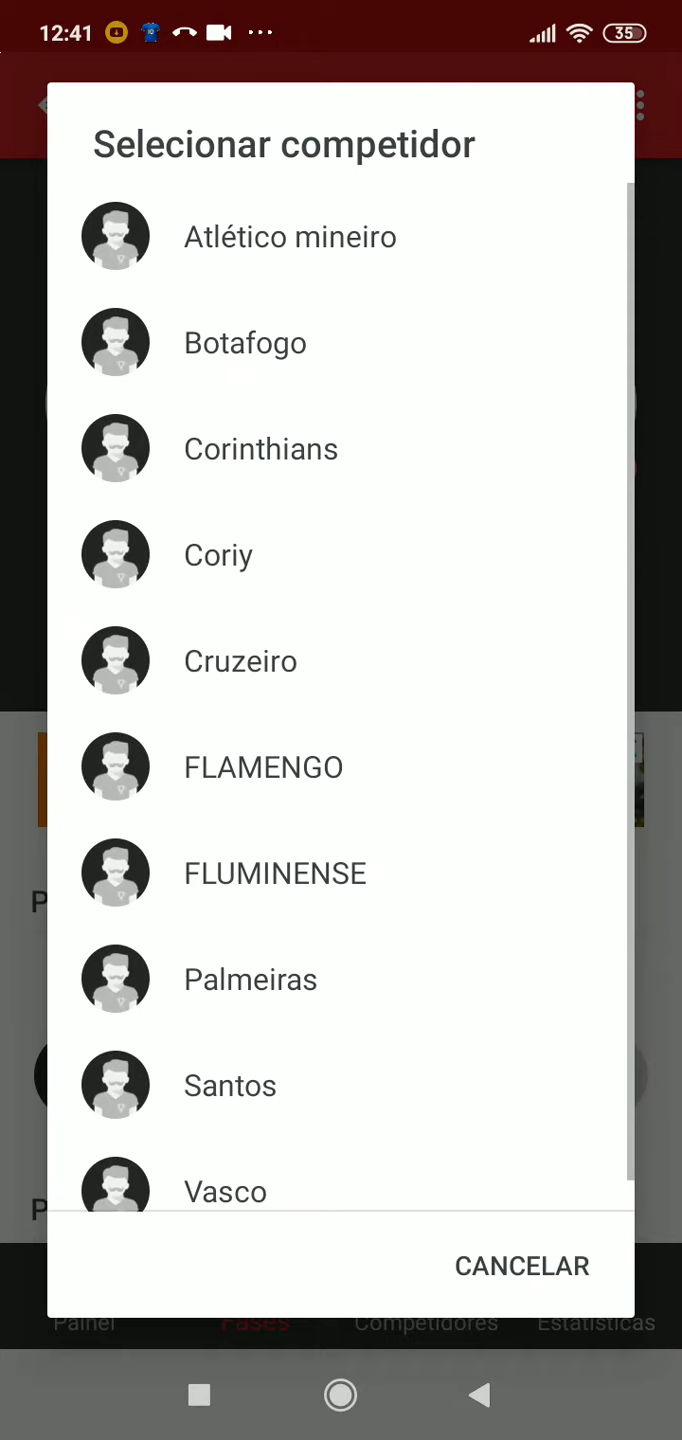 12:41
35
Selecionar competidor
Atlético mineiro
Botafogo
Corinthians
Coriy
Cruzeiro
FLAMENGO
FLUMINENSE
Palmeiras
Santos
Vasco
CANCELAR
Painel Fases Competidores Estatísticas